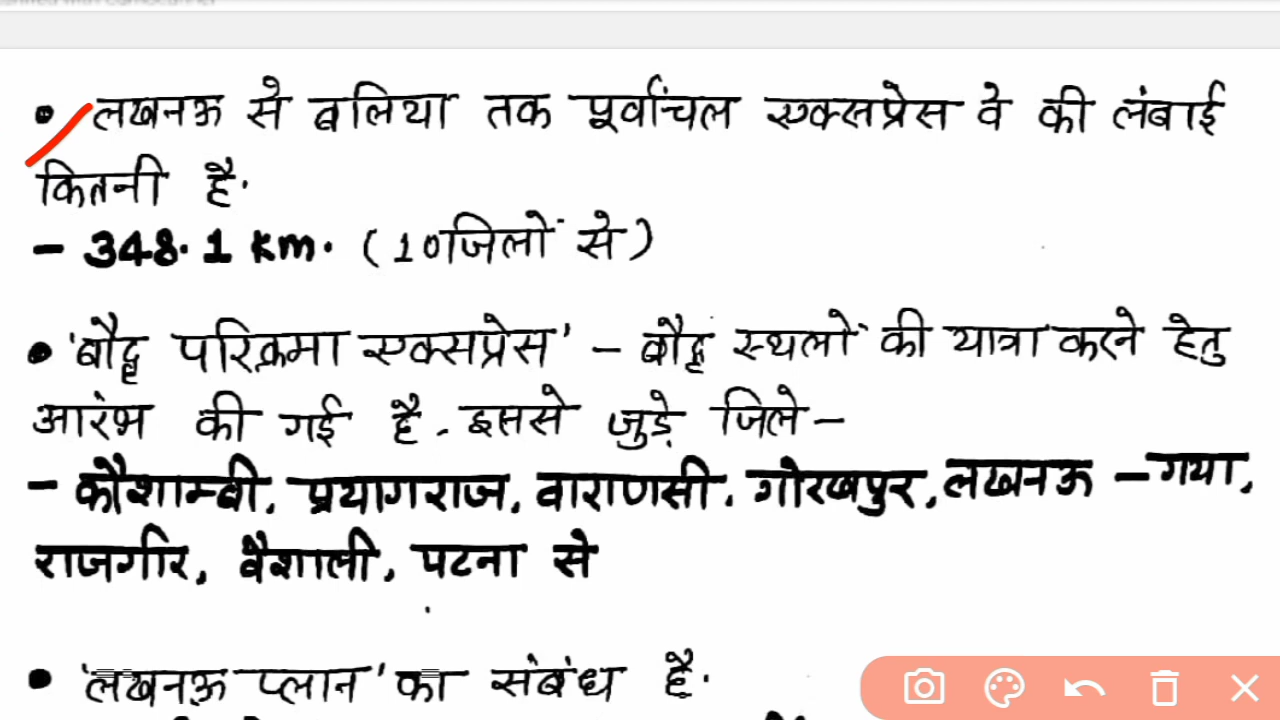 • लखनऊ से बलिया तक पूर्वांचल एक्सप्रेस वे की लंबाई
कितनी है.
- 348.1 km. (10 जिलों से)
• 'बौद्ध परिक्रमा एक्सप्रेस' - बौद्ध स्थलों की यात्रा करने हेतु
आरंभ की गई है. इससे जुड़े जिले -
- कौशाम्बी, प्रयागराज, वाराणसी, गोरखपुर, लखनऊ - गया,
राजगीर, वैशाली, पटना से
• 'लखनऊ प्लान' का संबंध है.